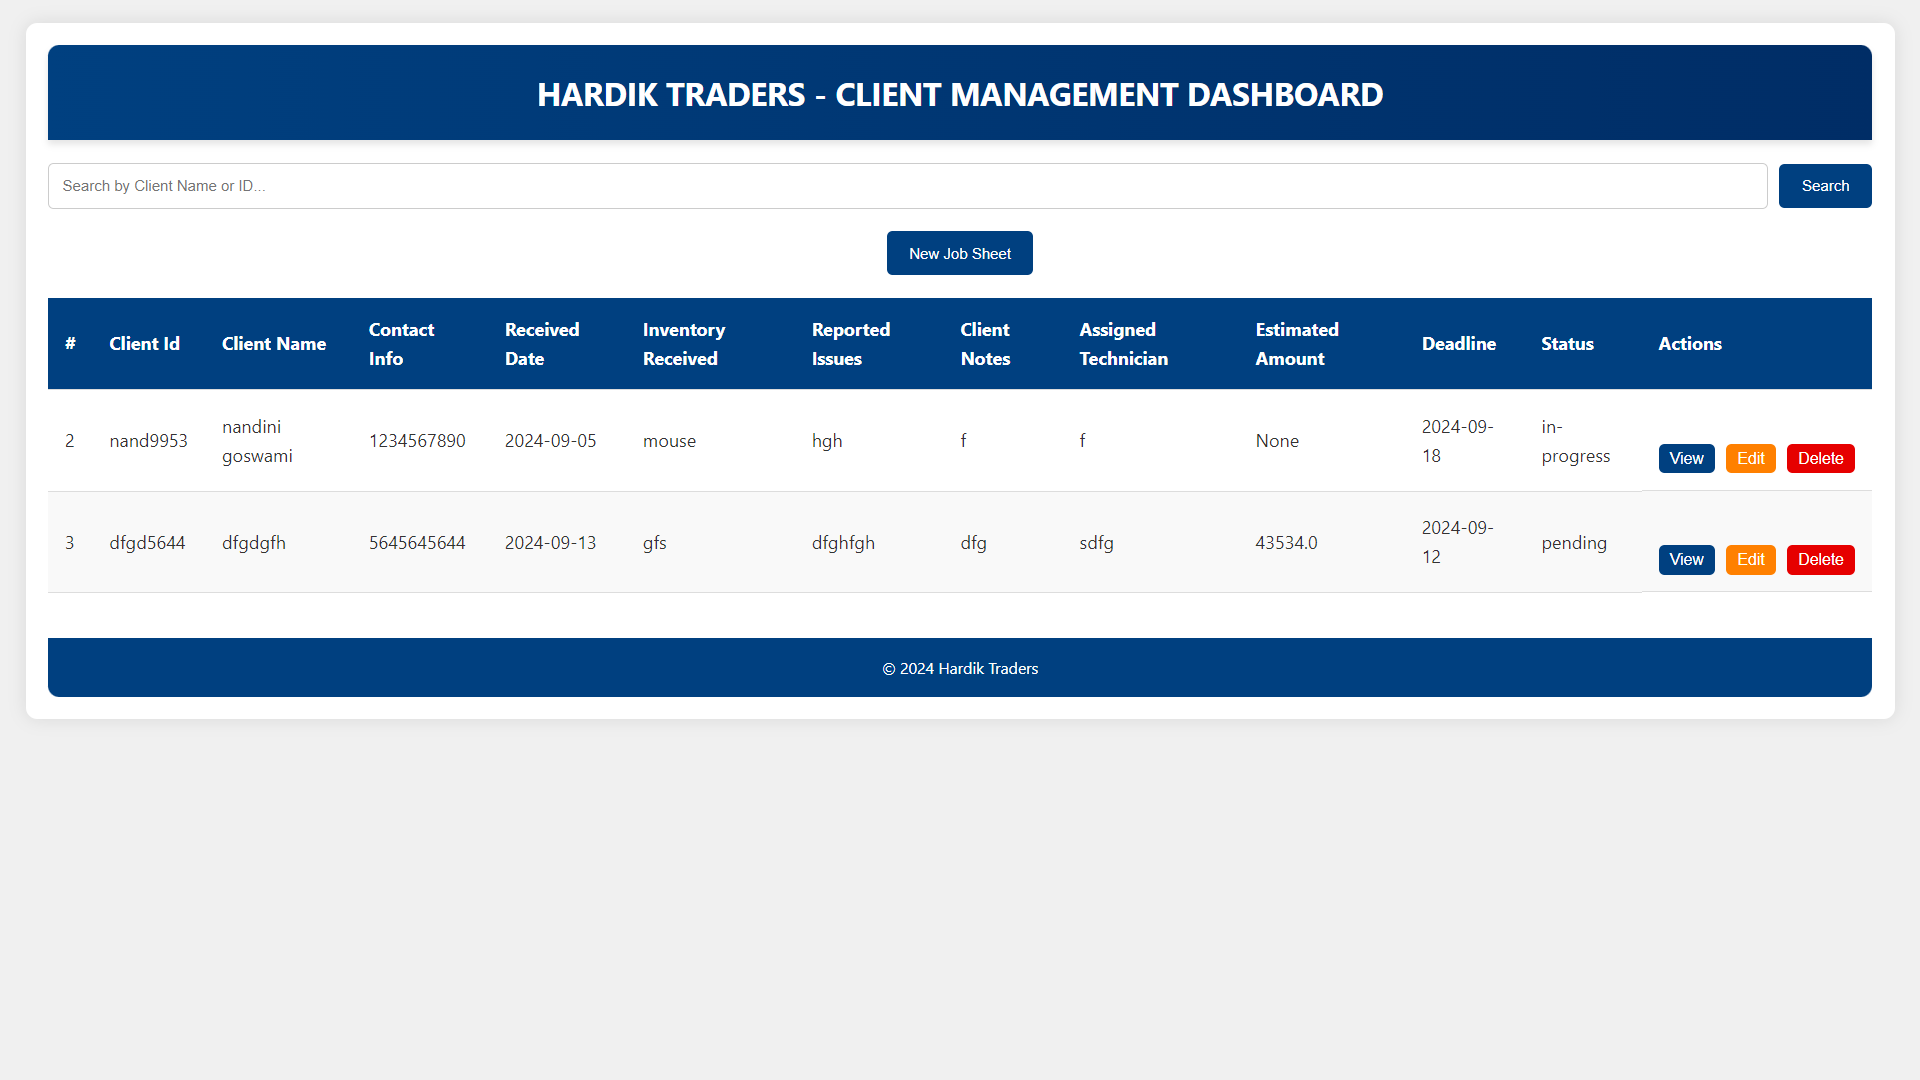 HARDIK TRADERS - CLIENT MANAGEMENT DASHBOARD
Search by Client Name or ID...
Search
New Job Sheet
# Client Id Client Name Contact Info Received Date Inventory Received Reported Issues Client Notes Assigned Technician Estimated Amount Deadline Status Actions
2 nand9953 nandini goswami 1234567890 2024-09-05 mouse hgh f f None 2024-09-18 in-progress View Edit Delete
3 dfgd5644 dfgdgfh 5645645644 2024-09-13 gfs dfghfgh dfg sdfg 43534.0 2024-09-12 pending View Edit Delete
© 2024 Hardik Traders